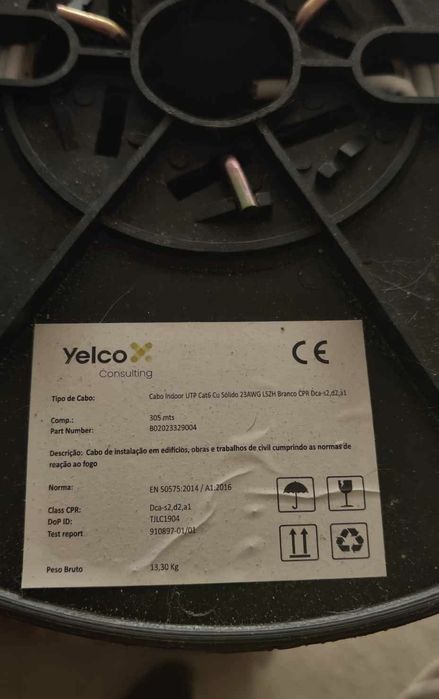 Yelco
Consulting
CE
Tipo de Cabo: Cabo Indoor UTP Cat6 Cu Sólido 23AWG LSZH Branco CPR Dca-s2,d2,a1
Comp.: 305 mts
Part Number: B02023329004
Descrição: Cabo de instalação em edifícios, obras e trabalhos de civil cumprindo as normas de
reação ao fogo
Norma: EN 50575:2014 / A1:2016
Class CPR: Dca-s2,d2,a1
DoP ID: TJLC1904
Test report 910897-01/01
Peso Bruto 13,30 Kg